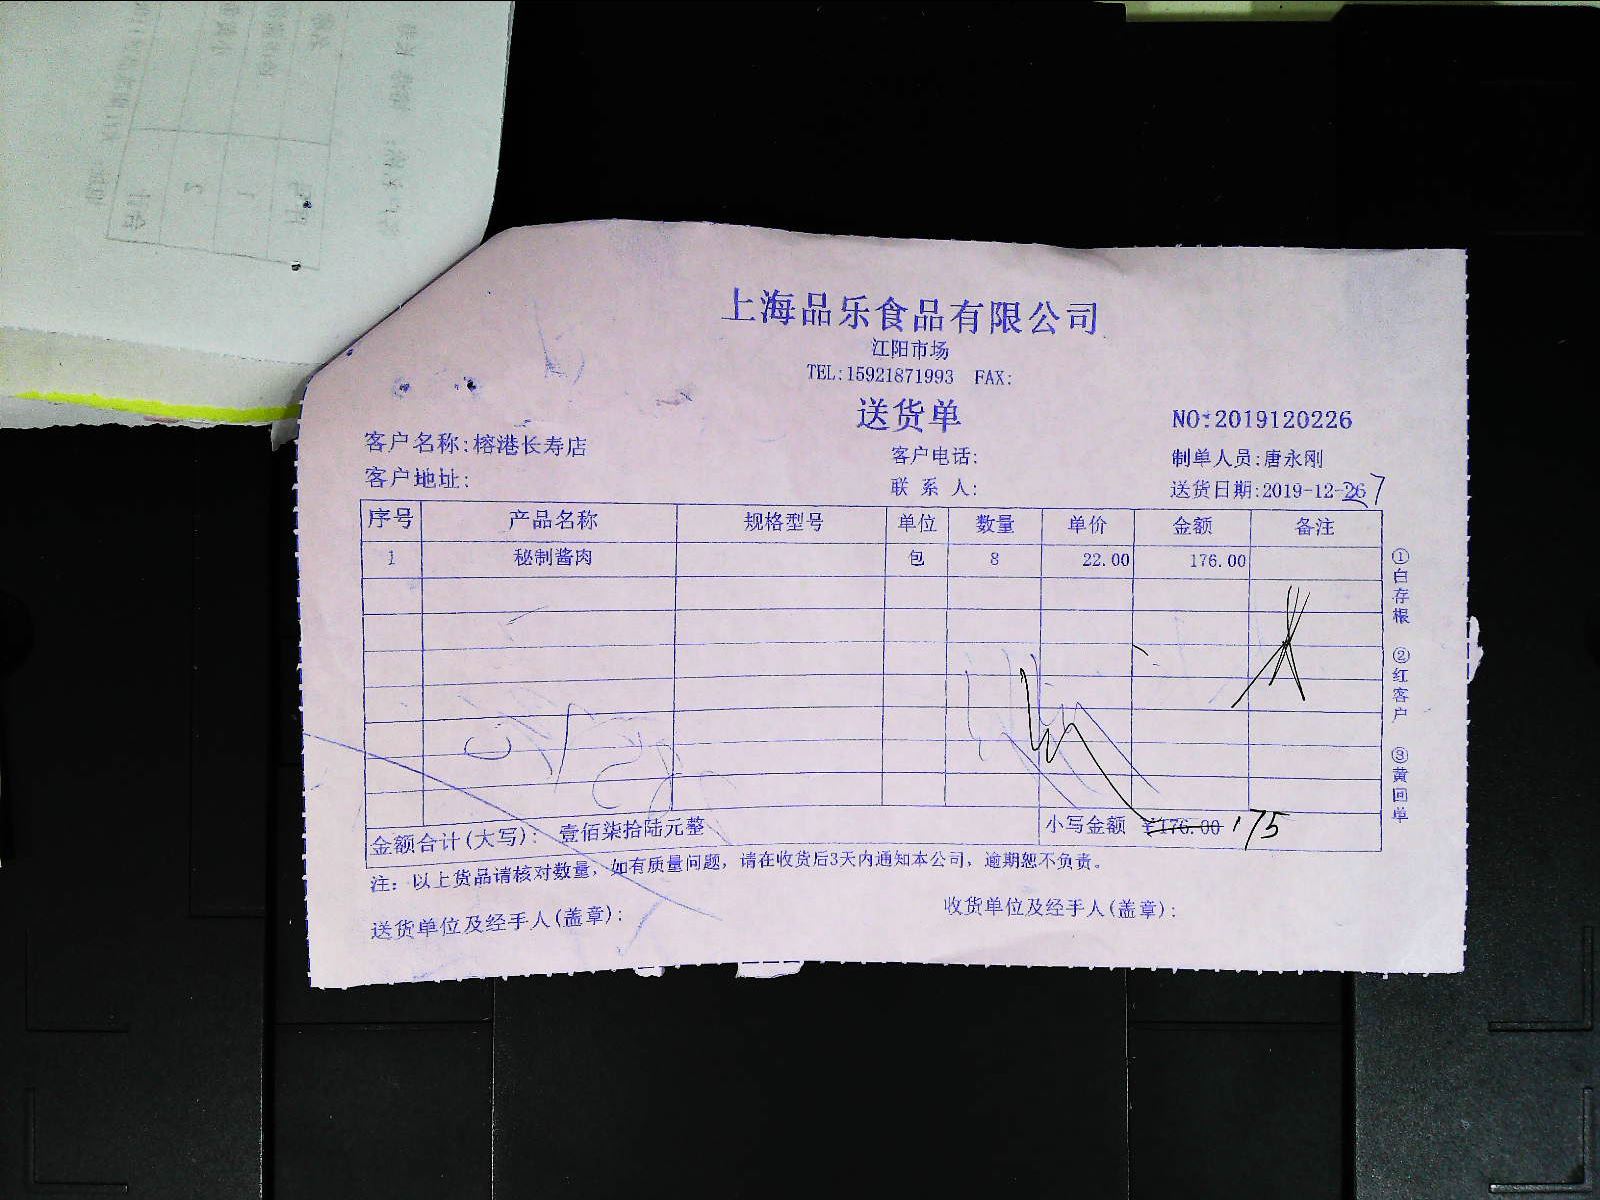 上海品乐食品有限公司
江阳市场
TEL:15921871993 FAX:
送货单
NO:2019120226
客户名称:榕港长寿店 客户电话: 制单人员:唐永刚
客户地址: 联 系 人: 送货日期:2019-12-26 7
序号 产品名称 规格型号 单位 数量 单价 金额 备注
1 秘制酱肉 包 8 22.00 176.00
金额合计(大写): 壹佰柒拾陆元整 小写金额 ¥176.00 175
注: 以上货品请核对数量, 如有质量问题, 请在收货后3天内通知本公司, 逾期恕不负责。
送货单位及经手人(盖章): 收货单位及经手人(盖章):
①白存根 ②红客户 ③黄回单